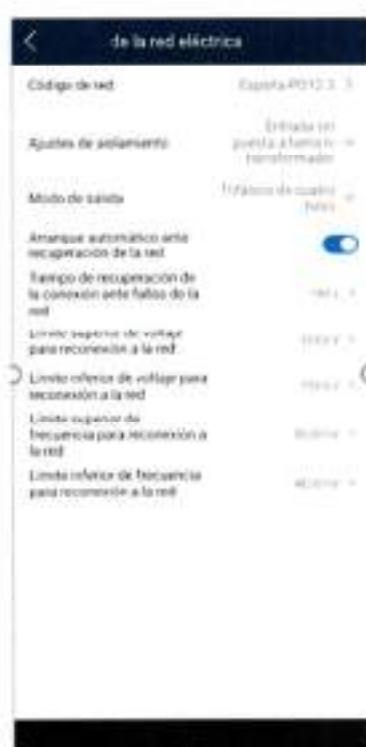 de la red eléctrica
Código de red
España-PO12.3
Ajustes de aislamiento
Entrada sin
puesta a tierra
transformador
Modo de salida
Trifásico de cuatro
hilos
Arranque automático ante
recuperación de la red
Tiempo de recuperación de
la conexión ante fallos de la
red
Límite superior de voltaje
para reconexión a la red
Límite inferior de voltaje para
reconexión a la red
Límite superior de
frecuencia para reconexión a
la red
Límite inferior de frecuencia
para reconexión a la red